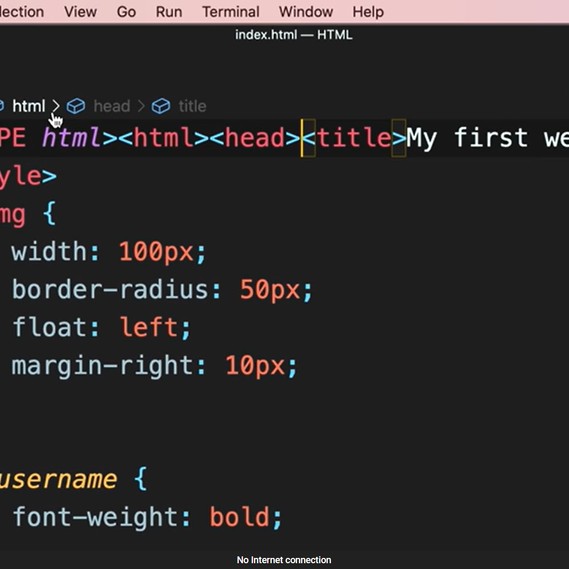 lection View Go Run Terminal Window Help
index.html — HTML
html > head > title
PE html><html><head><title>My first we
yle>
mg {
width: 100px;
border-radius: 50px;
float: left;
margin-right: 10px;
username {
font-weight: bold;
No Internet connection